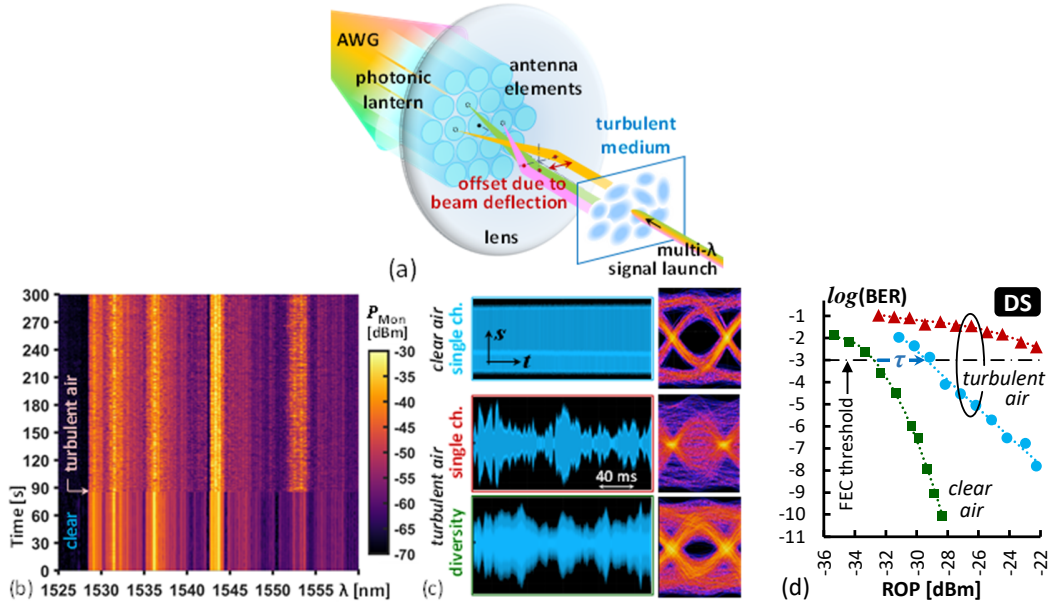 AWG
photonic
lantern
antenna
elements
turbulent
medium
offset due to
beam deflection
lens
multi-λ
signal launch
(a)
300
270
240
210
180
150
120
90
60
30
0
Time [s]
turbulent air
clear
1525
1530
1535
1540
1545
1550
1555
λ [nm]
P_Mon
[dBm]
-30
-35
-40
-45
-50
-55
-60
-65
-70
(b)
clear air
single ch.
s
t
turbulent air
single ch.
40 ms
diversity
(c)
log(BER)
DS
-1
-2
-3
-4
-5
-6
-7
-8
-9
-10
-11
τ
turbulent
air
FEC threshold
clear
air
-36
-34
-32
-30
-28
-26
-24
-22
ROP [dBm]
(d)